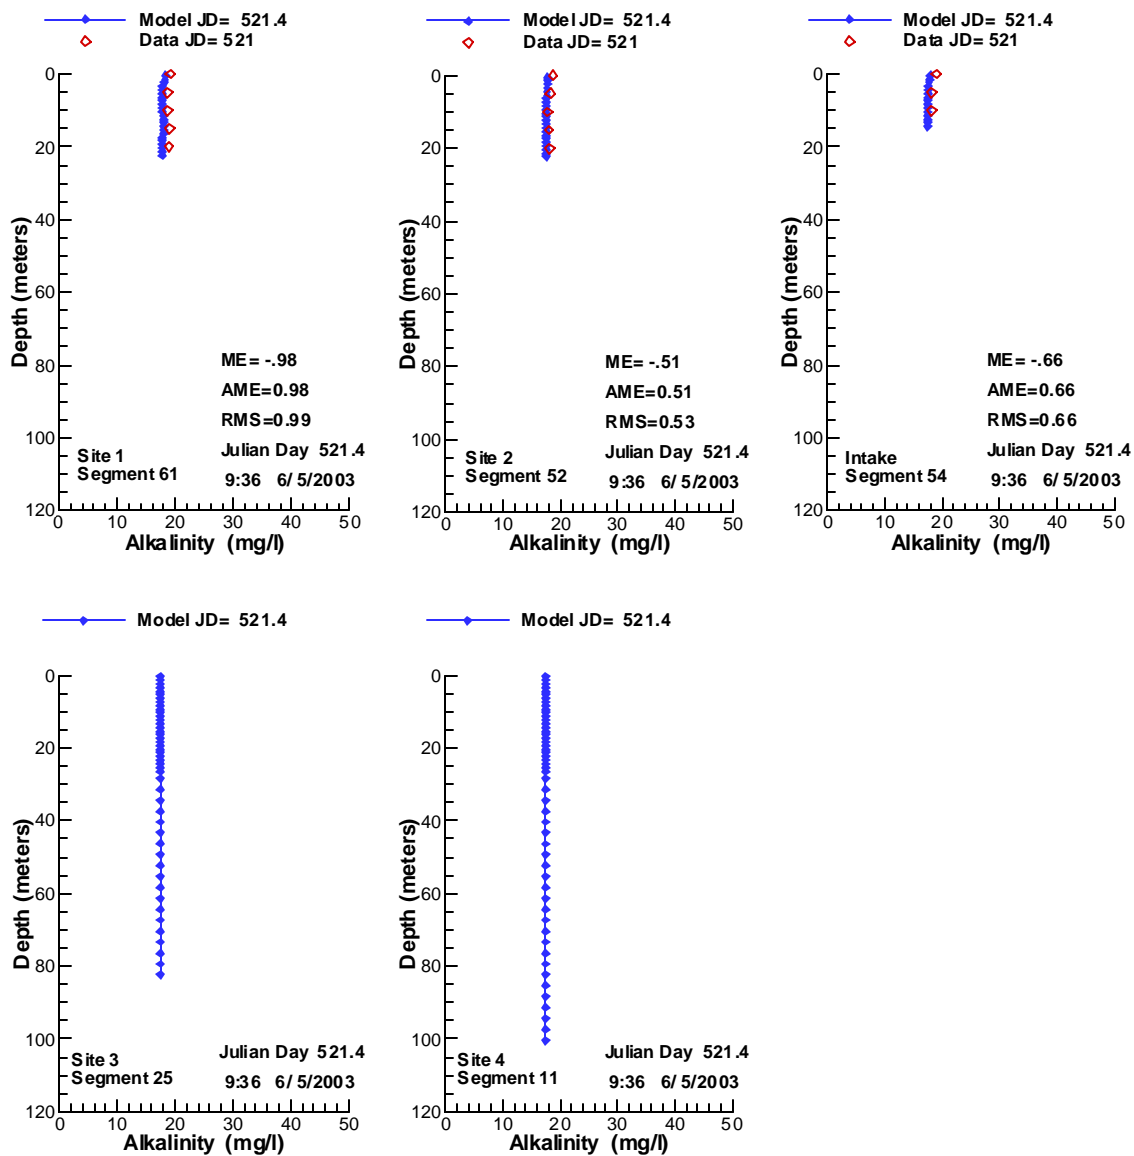 Model JD= 521.4
Data JD= 521
0
20
40
60
80
100
120
Depth (meters)
ME= -.98
AME=0.98
RMS=0.99
Julian Day 521.4
9:36 6/ 5/2003
Site 1
Segment 61
0 10 20 30 40 50
Alkalinity (mg/l)
Model JD= 521.4
Data JD= 521
0
20
40
60
80
100
120
Depth (meters)
ME= -.51
AME=0.51
RMS=0.53
Julian Day 521.4
9:36 6/ 5/2003
Site 2
Segment 52
0 10 20 30 40 50
Alkalinity (mg/l)
Model JD= 521.4
Data JD= 521
0
20
40
60
80
100
120
Depth (meters)
ME= -.66
AME=0.66
RMS=0.66
Julian Day 521.4
9:36 6/ 5/2003
Intake
Segment 54
0 10 20 30 40 50
Alkalinity (mg/l)
Model JD= 521.4
0
20
40
60
80
100
120
Depth (meters)
Julian Day 521.4
9:36 6/ 5/2003
Site 3
Segment 25
0 10 20 30 40 50
Alkalinity (mg/l)
Model JD= 521.4
0
20
40
60
80
100
120
Depth (meters)
Julian Day 521.4
9:36 6/ 5/2003
Site 4
Segment 11
0 10 20 30 40 50
Alkalinity (mg/l)